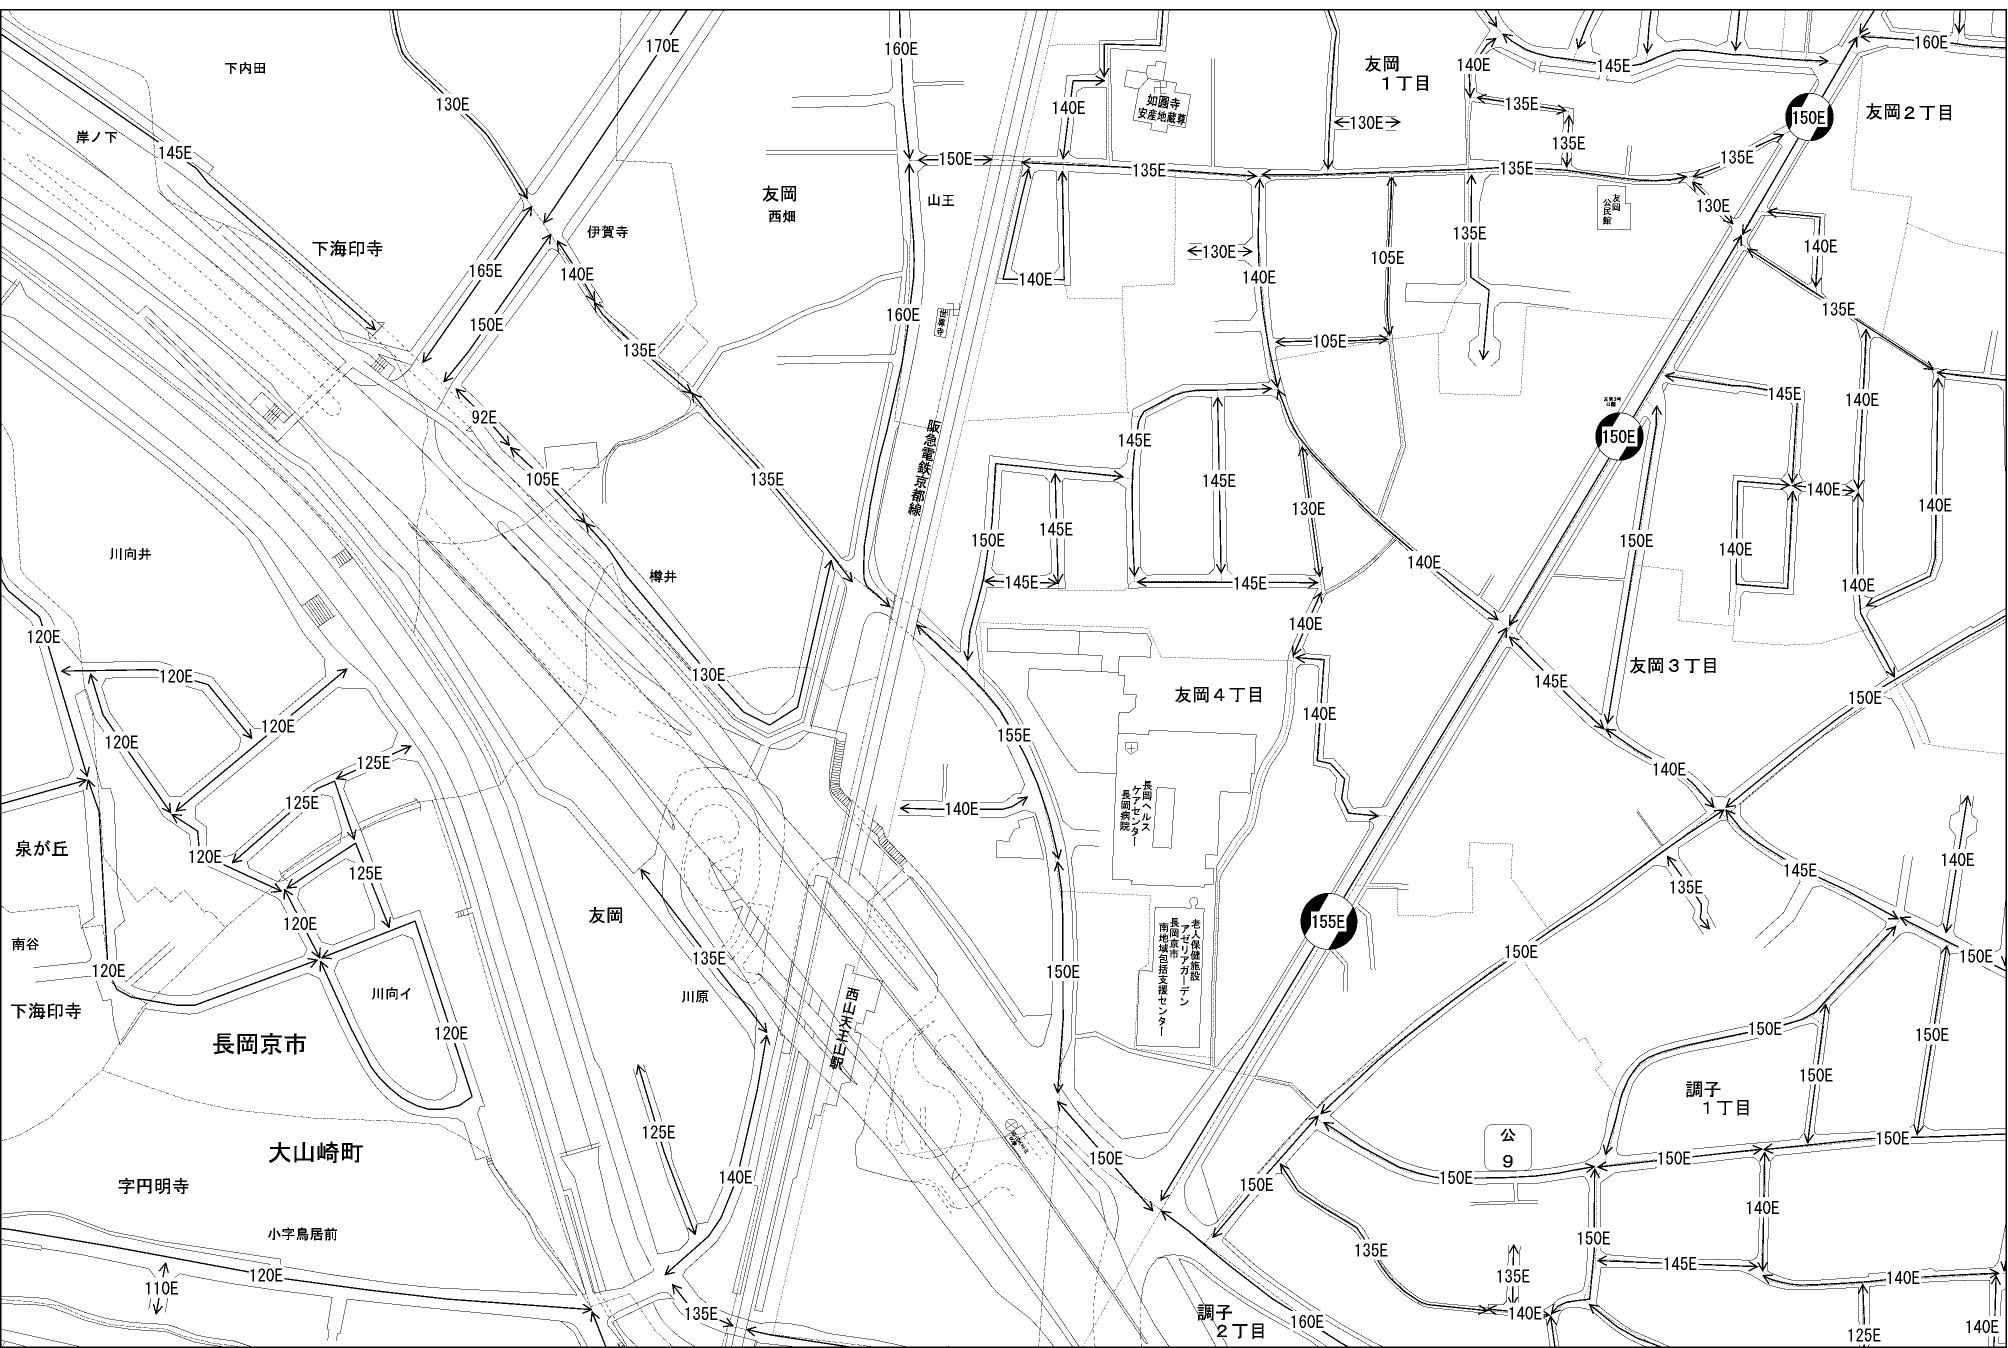 160E
170E
友岡
１丁目
140E
145E
160E
下内田
130E
140E
如圓寺
安産地蔵尊
135E
150E
友岡２丁目
岸ノ下
145E
130E
135E
150E
135E
135E
135E
友岡
西畑
山王
130E
友岡
公民館
下海印寺
伊賀寺
135E
140E
165E
140E
140E
130E
140E
105E
150E
160E
135E
135E
105E
92E
145E
140E
阪急電鉄京都線
145E
150E
105E
135E
145E
130E
140E
140E
150E
145E
150E
140E
川向井
樽井
145E
145E
140E
140E
120E
140E
120E
130E
友岡４丁目
145E
友岡３丁目
150E
120E
120E
155E
140E
125E
140E
125E
140E
長岡ヘルス
ケアセンター
長岡病院
泉が丘
120E
125E
145E
140E
135E
友岡
120E
155E
老人保健施設
アゼリアガーデン
長岡京市
南地域包括支援センター
南谷
120E
135E
150E
150E
150E
川向イ
川原
西山天王山駅
下海印寺
長岡京市
120E
150E
150E
150E
調子
１丁目
125E
公
9
150E
大山崎町
150E
150E
150E
140E
字円明寺
150E
140E
小字鳥居前
150E
135E
120E
110E
135E
145E
140E
135E
調子
２丁目
160E
140E
125E
140E